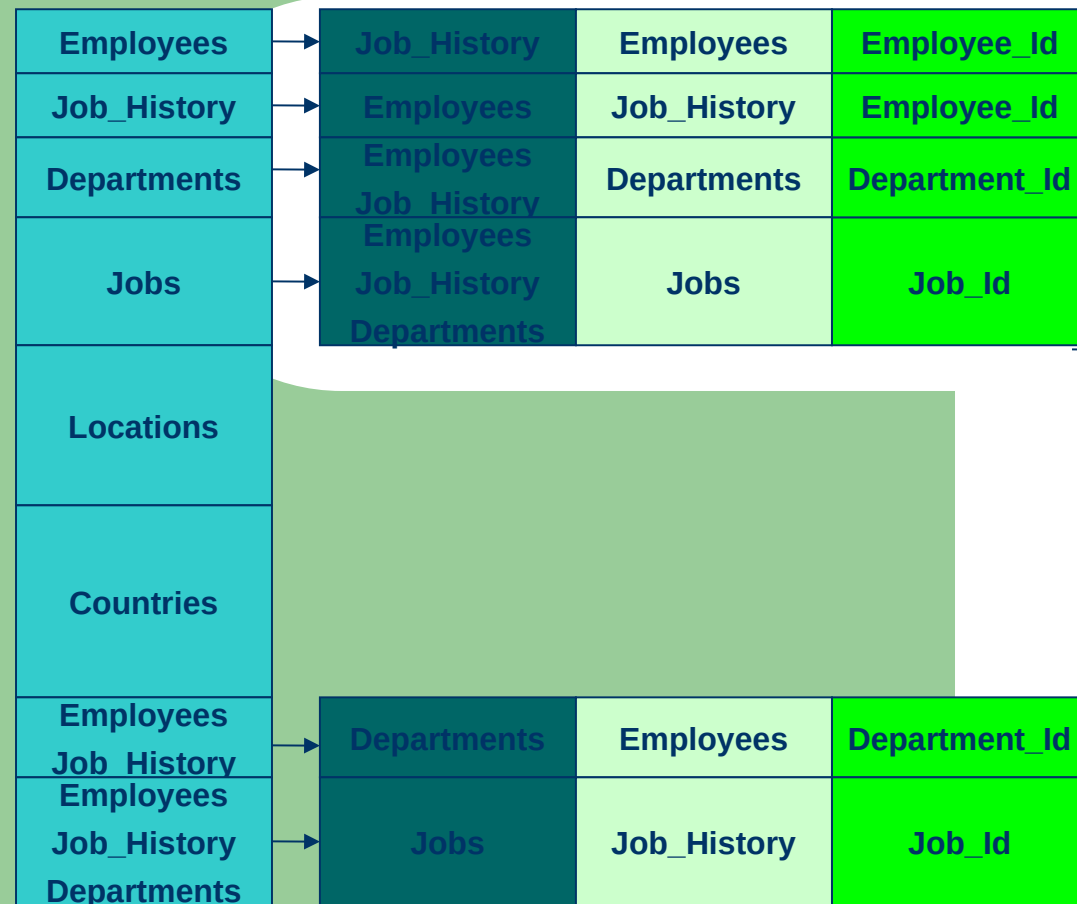 Employees Job_History Employees Employee_Id
Job_History Employees Job_History Employee_Id
Employees
Departments Departments Department_Id
Job_History
Employees
Jobs Job_History Jobs Job_Id
Departments
Locations
Countries
Employees
Departments Employees Department_Id
Job_History
Employees
Job_History Jobs Job_History Job_Id
Departments